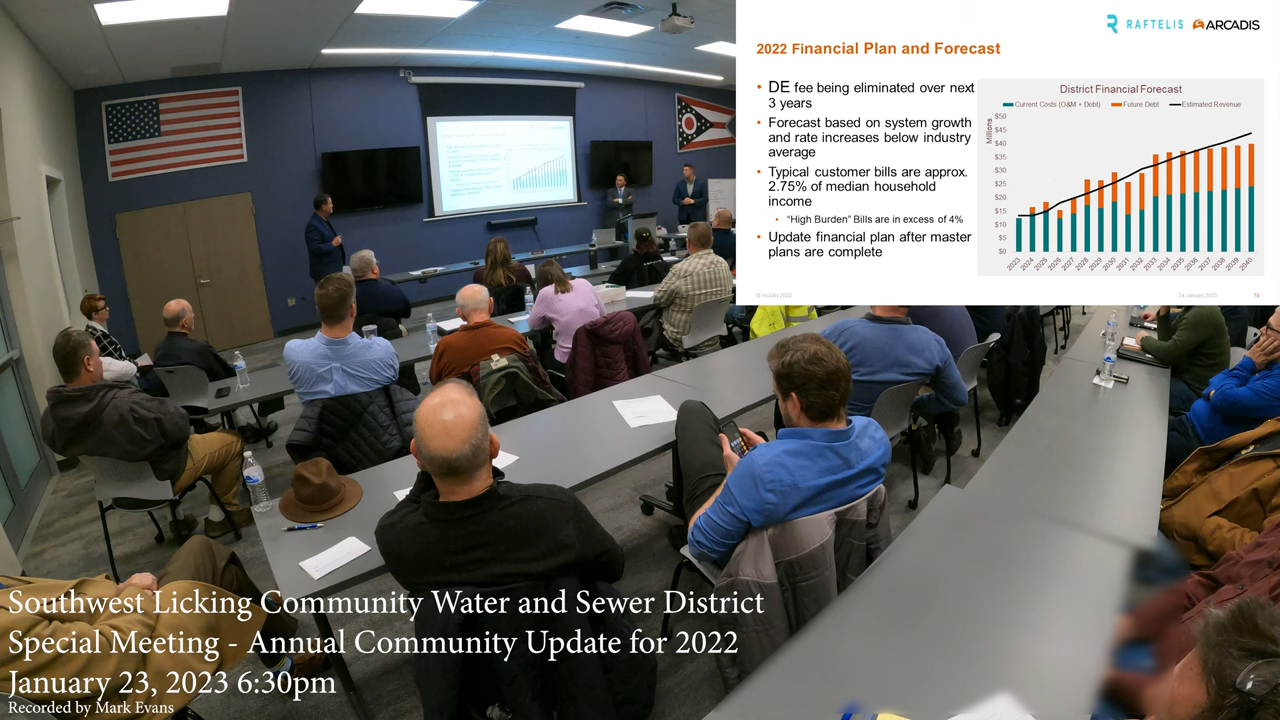 RAFTELIS ARCADIS
2022 Financial Plan and Forecast
• DE fee being eliminated over next
3 years
• Forecast based on system growth
and rate increases below industry
average
• Typical customer bills are approx.
2.75% of median household
income
• “High Burden” Bills are in excess of 4%
• Update financial plan after master
plans are complete
District Financial Forecast
Current Costs (O&M + Debt) Future Debt Estimated Revenue
Millions
$50
$45
$40
$35
$30
$25
$20
$15
$10
$5
$0
2023 2024 2025 2026 2027 2028 2029 2030 2031 2032 2033 2034 2035 2036 2037 2038 2039 2040
© Arcadis 2022 24 January 2023
Southwest Licking Community Water and Sewer District
Special Meeting - Annual Community Update for 2022
January 23, 2023 6:30pm
Recorded by Mark Evans